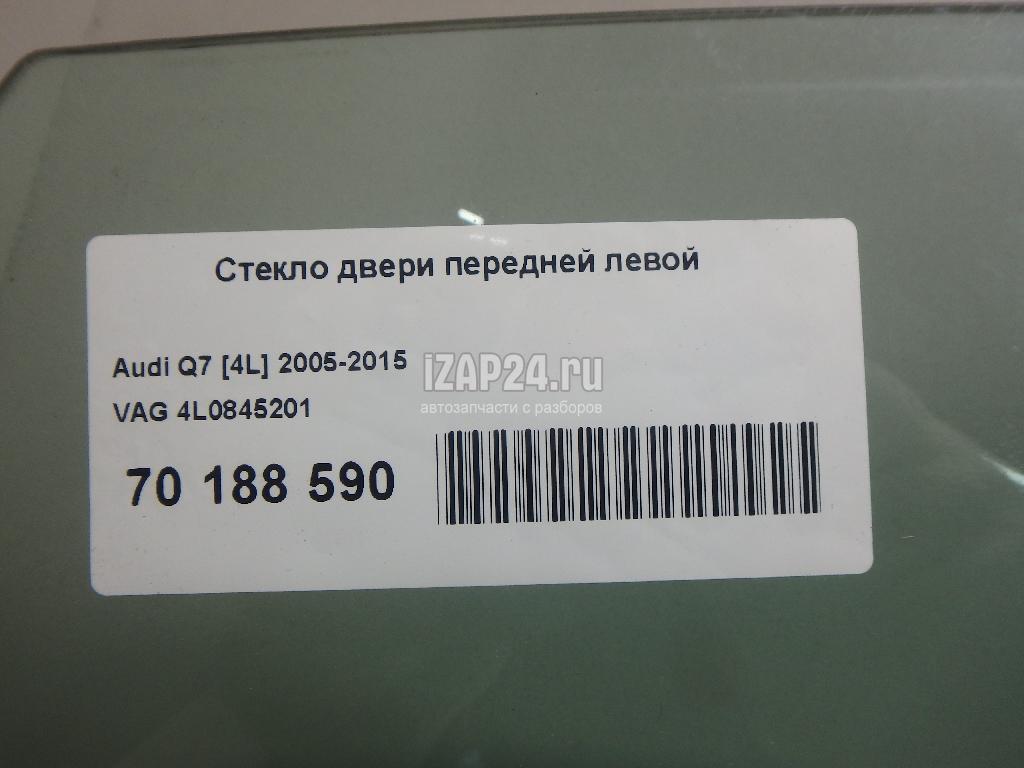 Стекло двери передней левой
Audi Q7 [4L] 2005-2015
iZAP24.ru
VAG 4L0845201
автозапчасти с разборов
70 188 590